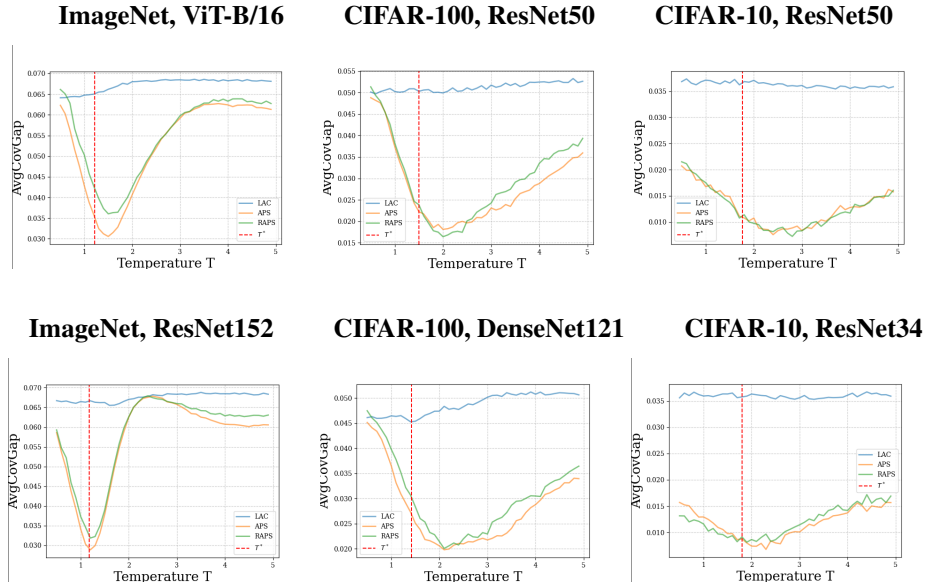 ImageNet, ViT-B/16
CIFAR-100, ResNet50
CIFAR-10, ResNet50
AvgCovGap
0.070
0.065
0.060
0.055
0.050
0.045
0.040
0.035
0.030
LAC
APS
RAPS
T*
1 2 3 4 5
Temperature T
AvgCovGap
0.055
0.050
0.045
0.040
0.035
0.030
0.025
0.020
0.015
LAC
APS
RAPS
T*
1 2 3 4 5
Temperature T
AvgCovGap
0.035
0.030
0.025
0.020
0.015
0.010
LAC
APS
RAPS
T*
1 2 3 4 5
Temperature T
ImageNet, ResNet152
CIFAR-100, DenseNet121
CIFAR-10, ResNet34
AvgCovGap
0.070
0.065
0.060
0.055
0.050
0.045
0.040
0.035
0.030
LAC
APS
RAPS
T*
1 2 3 4 5
Temperature T
AvgCovGap
0.050
0.045
0.040
0.035
0.030
0.025
0.020
LAC
APS
RAPS
T*
1 2 3 4 5
Temperature T
AvgCovGap
0.035
0.030
0.025
0.020
0.015
0.010
LAC
APS
RAPS
T*
1 2 3 4 5
Temperature T